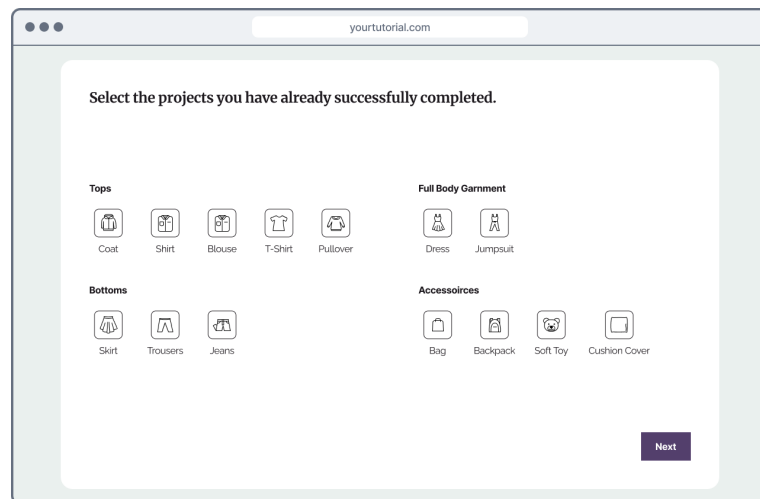 yourtutorial.com
Select the projects you have already successfully completed.
Tops
Coat
Shirt
Blouse
T-Shirt
Pullover
Full Body Garnment
Dress
Jumpsuit
Bottoms
Skirt
Trousers
Jeans
Accessoirces
Bag
Backpack
Soft Toy
Cushion Cover
Next